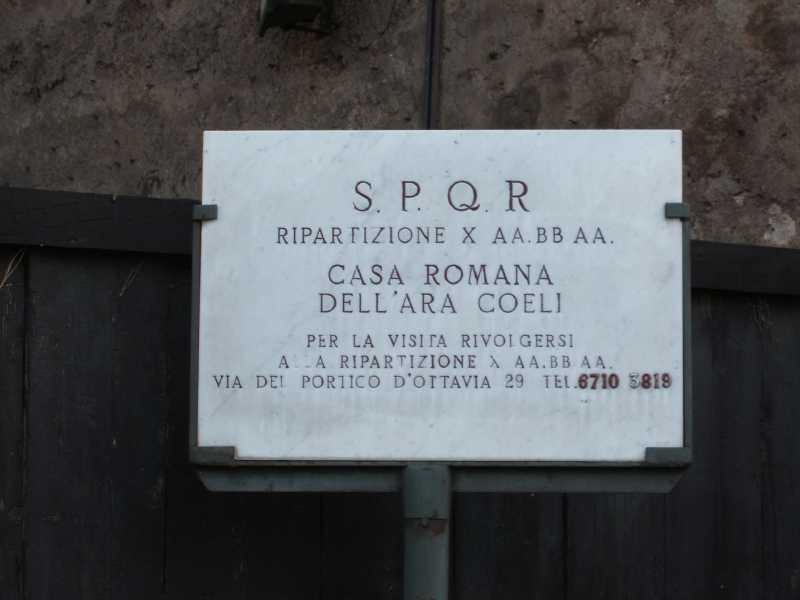 S.P.Q.R
RIPARTIZIONE X AA.BB AA.
CASA ROMANA
DELL'ARA COELI
PER LA VISITA RIVOLGERSI
ALLA RIPARTIZIONE X AA.BB AA.
VIA DEL PORTICO D'OTTAVIA 29 TEL.6710 3819